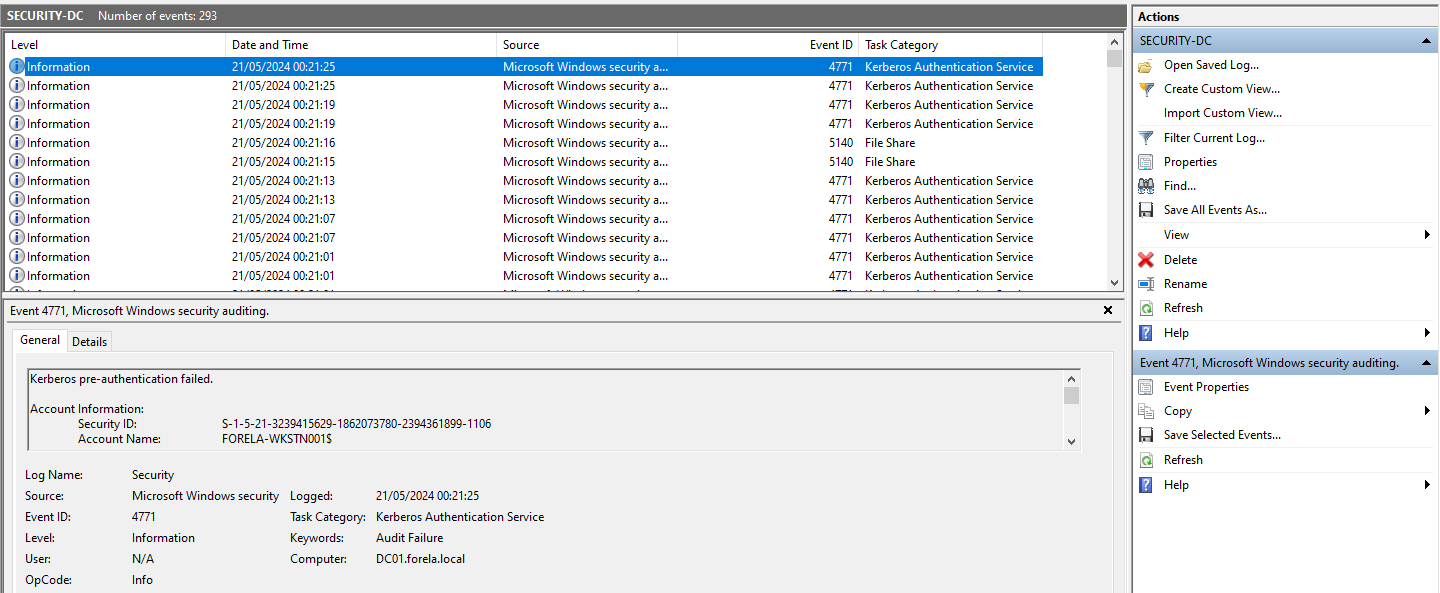 SECURITY-DC Number of events: 293
Level Date and Time Source Event ID Task Category
Information 21/05/2024 00:21:25 Microsoft Windows security a... 4771 Kerberos Authentication Service
Information 21/05/2024 00:21:25 Microsoft Windows security a... 4771 Kerberos Authentication Service
Information 21/05/2024 00:21:19 Microsoft Windows security a... 4771 Kerberos Authentication Service
Information 21/05/2024 00:21:19 Microsoft Windows security a... 4771 Kerberos Authentication Service
Information 21/05/2024 00:21:16 Microsoft Windows security a... 5140 File Share
Information 21/05/2024 00:21:15 Microsoft Windows security a... 5140 File Share
Information 21/05/2024 00:21:13 Microsoft Windows security a... 4771 Kerberos Authentication Service
Information 21/05/2024 00:21:13 Microsoft Windows security a... 4771 Kerberos Authentication Service
Information 21/05/2024 00:21:07 Microsoft Windows security a... 4771 Kerberos Authentication Service
Information 21/05/2024 00:21:07 Microsoft Windows security a... 4771 Kerberos Authentication Service
Information 21/05/2024 00:21:01 Microsoft Windows security a... 4771 Kerberos Authentication Service
Information 21/05/2024 00:21:01 Microsoft Windows security a... 4771 Kerberos Authentication Service
Event 4771, Microsoft Windows security auditing.
General Details
Kerberos pre-authentication failed.
Account Information:
Security ID: S-1-5-21-3239415629-1862073780-2394361899-1106
Account Name: FORELA-WKSTN001$
Log Name: Security
Source: Microsoft Windows security Logged: 21/05/2024 00:21:25
Event ID: 4771 Task Category: Kerberos Authentication Service
Level: Information Keywords: Audit Failure
User: N/A Computer: DC01.forela.local
OpCode: Info
Actions
SECURITY-DC
Open Saved Log...
Create Custom View...
Import Custom View...
Filter Current Log...
Properties
Find...
Save All Events As...
View
Delete
Rename
Refresh
Help
Event 4771, Microsoft Windows security auditing.
Event Properties
Copy
Save Selected Events...
Refresh
Help